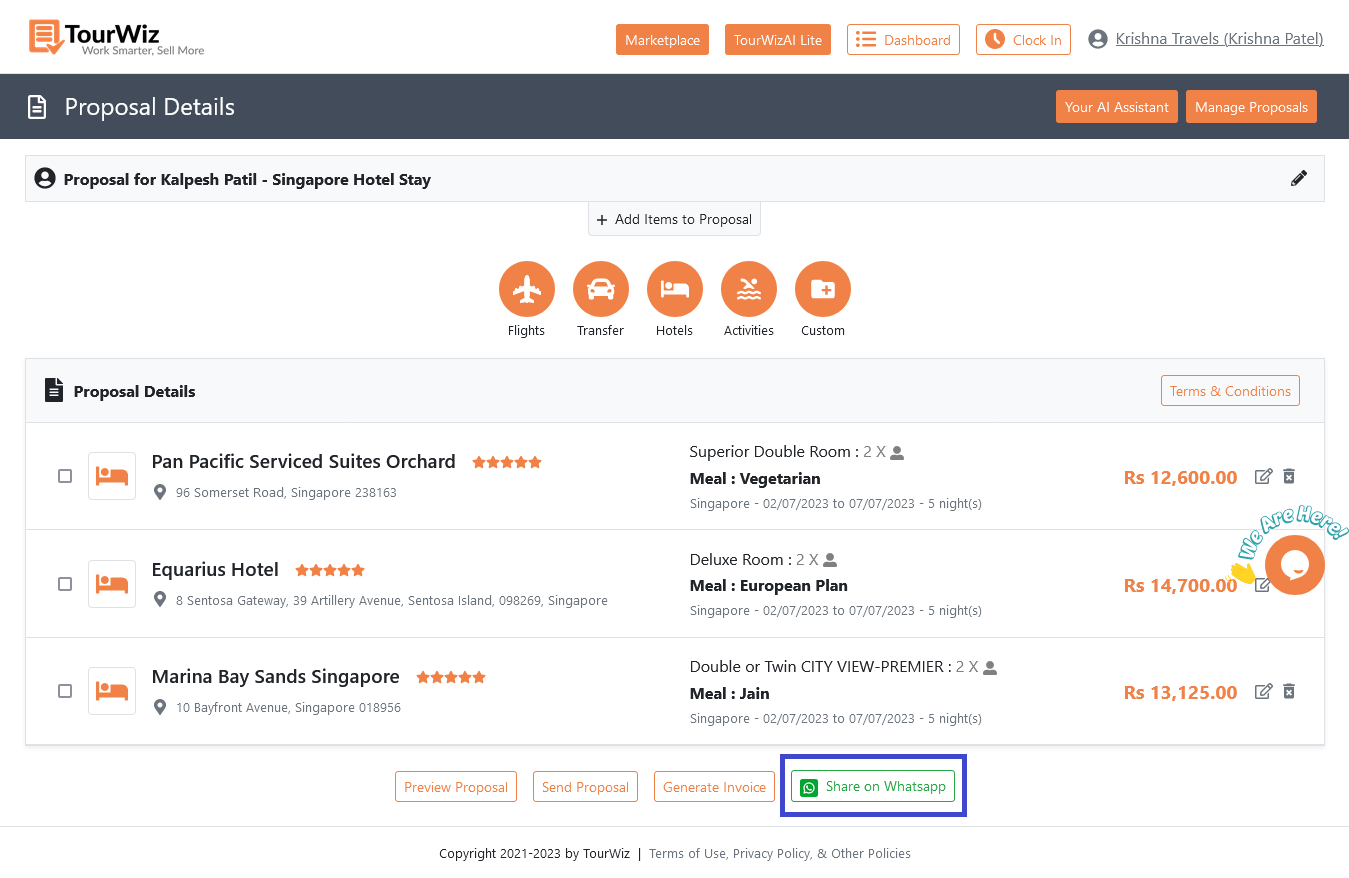 TourWiz
Work Smarter, Sell More
Marketplace
TourWizAI Lite
Dashboard
Clock In
Krishna Travels (Krishna Patel)
Proposal Details
Your AI Assistant
Manage Proposals
Proposal for Kalpesh Patil - Singapore Hotel Stay
+ Add Items to Proposal
Flights
Transfer
Hotels
Activities
Custom
Proposal Details
Terms & Conditions
Pan Pacific Serviced Suites Orchard
96 Somerset Road, Singapore 238163
Superior Double Room : 2 X
Meal : Vegetarian
Singapore - 02/07/2023 to 07/07/2023 - 5 night(s)
Rs 12,600.00
We Are Here!
Equarius Hotel
8 Sentosa Gateway, 39 Artillery Avenue, Sentosa Island, 098269, Singapore
Deluxe Room : 2 X
Meal : European Plan
Singapore - 02/07/2023 to 07/07/2023 - 5 night(s)
Rs 14,700.00
Marina Bay Sands Singapore
10 Bayfront Avenue, Singapore 018956
Double or Twin CITY VIEW-PREMIER : 2 X
Meal : Jain
Singapore - 02/07/2023 to 07/07/2023 - 5 night(s)
Rs 13,125.00
Preview Proposal
Send Proposal
Generate Invoice
Share on Whatsapp
Copyright 2021-2023 by TourWiz | Terms of Use, Privacy Policy, & Other Policies